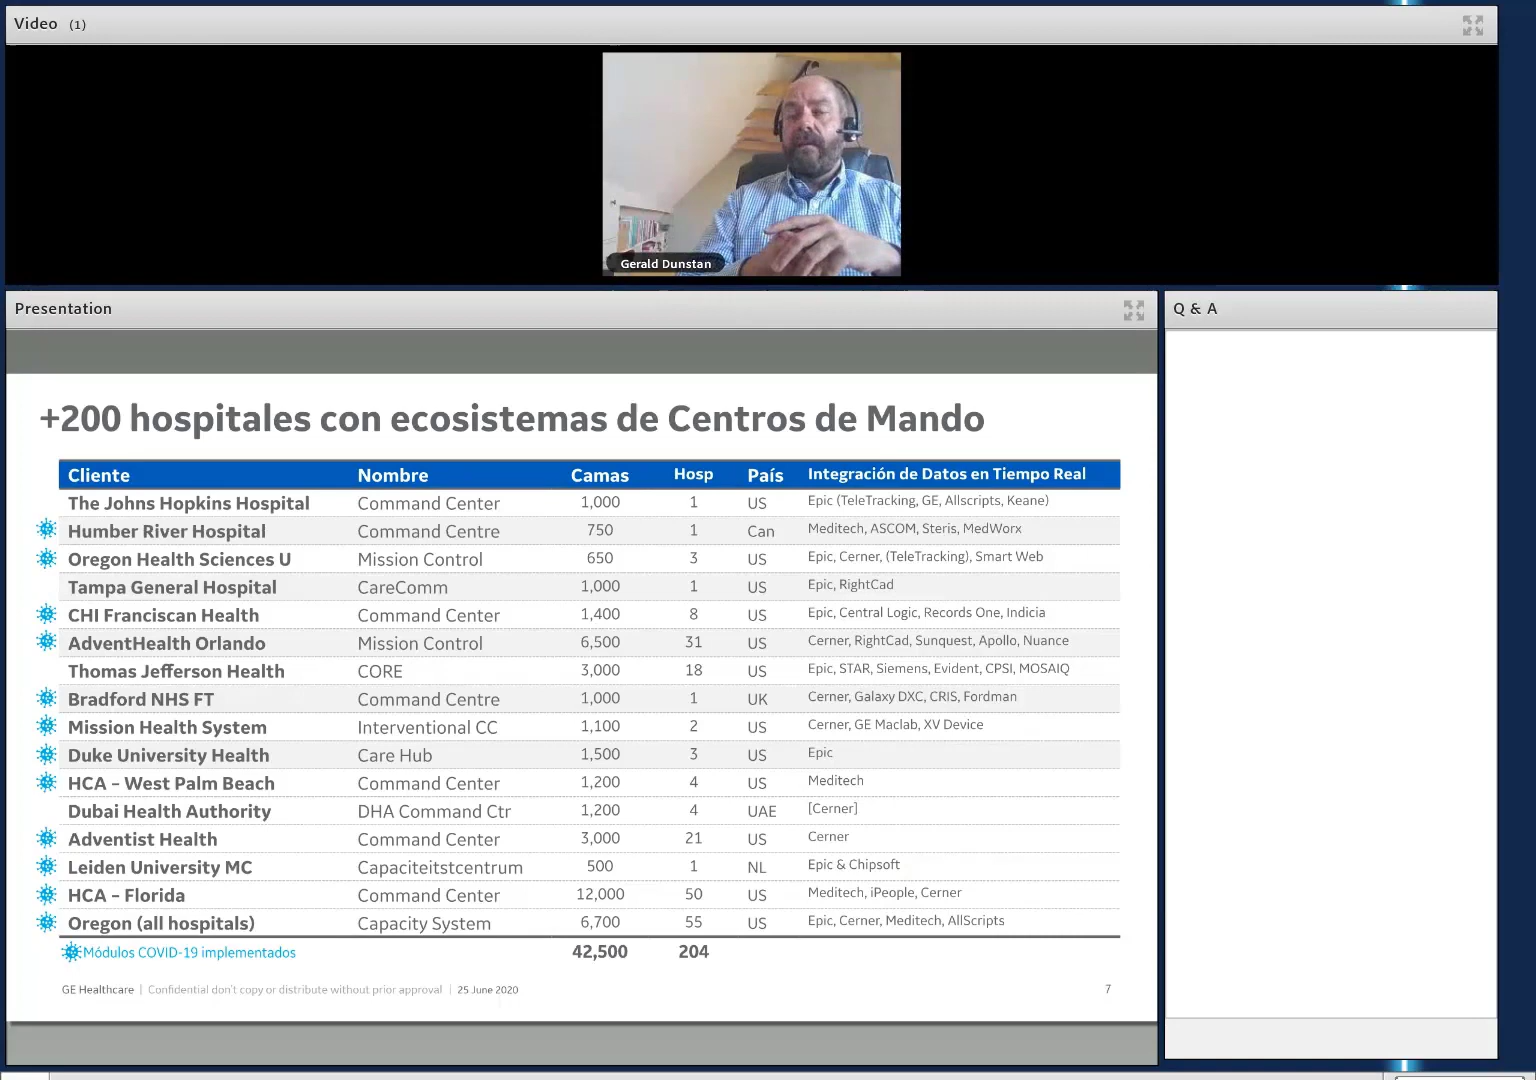 Video (1)
Gerald Dunstan
Presentation
Q & A
+200 hospitales con ecosistemas de Centros de Mando
Cliente Nombre Camas Hosp País Integración de Datos en Tiempo Real
The Johns Hopkins Hospital Command Center 1,000 1 US Epic (TeleTracking, GE, Allscripts, Keane)
Humber River Hospital Command Centre 750 1 Can Meditech, ASCOM, Steris, MedWorx
Oregon Health Sciences U Mission Control 650 3 US Epic, Cerner, (TeleTracking), Smart Web
Tampa General Hospital CareComm 1,000 1 US Epic, RightCad
CHI Franciscan Health Command Center 1,400 8 US Epic, Central Logic, Records One, Indicia
AdventHealth Orlando Mission Control 6,500 31 US Cerner, RightCad, Sunquest, Apollo, Nuance
Thomas Jefferson Health CORE 3,000 18 US Epic, STAR, Siemens, Evident, CPSI, MOSAIQ
Bradford NHS FT Command Centre 1,000 1 UK Cerner, Galaxy DXC, CRIS, Fordman
Mission Health System Interventional CC 1,100 2 US Cerner, GE Maclab, XV Device
Duke University Health Care Hub 1,500 3 US Epic
HCA – West Palm Beach Command Center 1,200 4 US Meditech
Dubai Health Authority DHA Command Ctr 1,200 4 UAE [Cerner]
Adventist Health Command Center 3,000 21 US Cerner
Leiden University MC Capaciteitstcentrum 500 1 NL Epic & Chipsoft
HCA – Florida Command Center 12,000 50 US Meditech, iPeople, Cerner
Oregon (all hospitals) Capacity System 6,700 55 US Epic, Cerner, Meditech, AllScripts
Módulos COVID-19 implementados 42,500 204
GE Healthcare | Confidential don't copy or distribute without prior approval | 25 June 2020 7